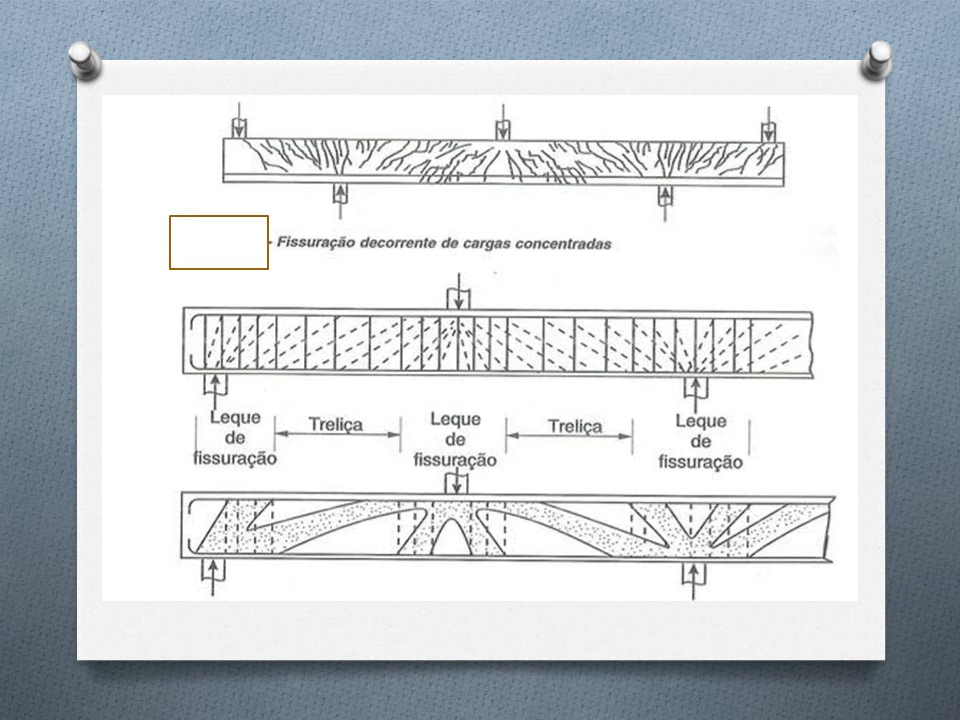 - Fissuração decorrente de cargas concentradas
Leque
de
fissuração
Treliça
Leque
de
fissuração
Treliça
Leque
de
fissuração